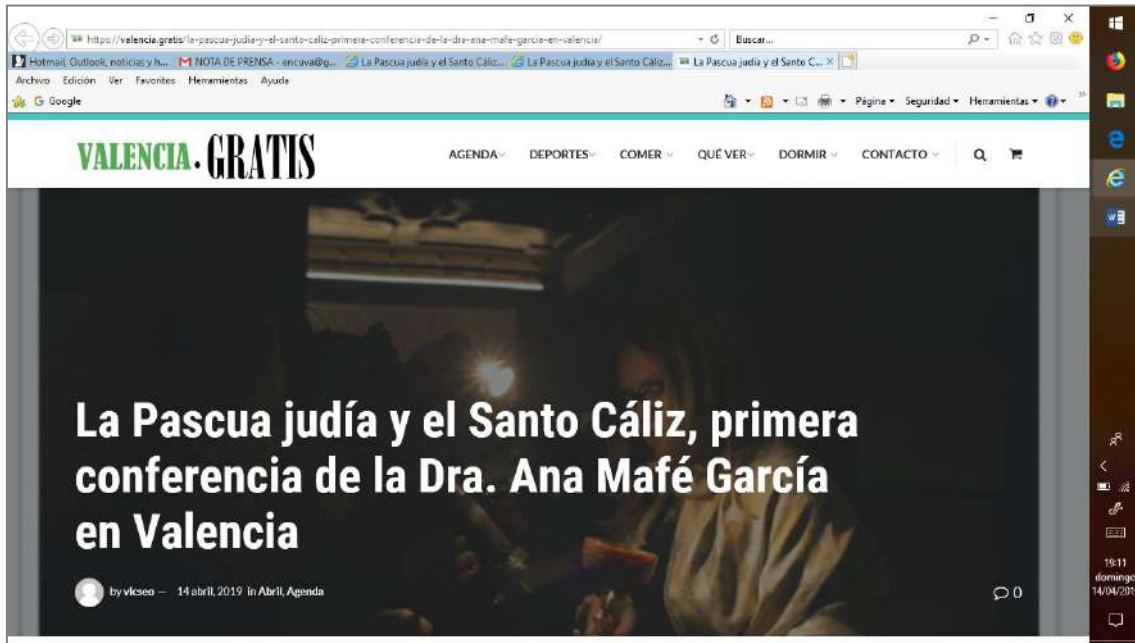 https://valencia.gratis/la-pascua-judia-y-el-santo-caliz-primera-conferencia-de-la-dra-ana-mafe-garcia-en-valencia/
Buscar...
Hotmail, Outlook, noticias y h...
NOTA DE PRENSA - encuva@g...
La Pascua judía y el Santo Cáliz...
La Pascua judía y el Santo Cáliz...
La Pascua judía y el Santo C...
Archivo Edición Ver Favoritos Herramientas Ayuda
Google
Página Seguridad Herramientas
VALENCIA.GRATIS
AGENDA DEPORTES COMER QUÉ VER DORMIR CONTACTO
La Pascua judía y el Santo Cáliz, primera
conferencia de la Dra. Ana Mafé García
en Valencia
by vlcseo — 14 abril, 2019 in Abril, Agenda
0
19:11
domingo
14/04/201